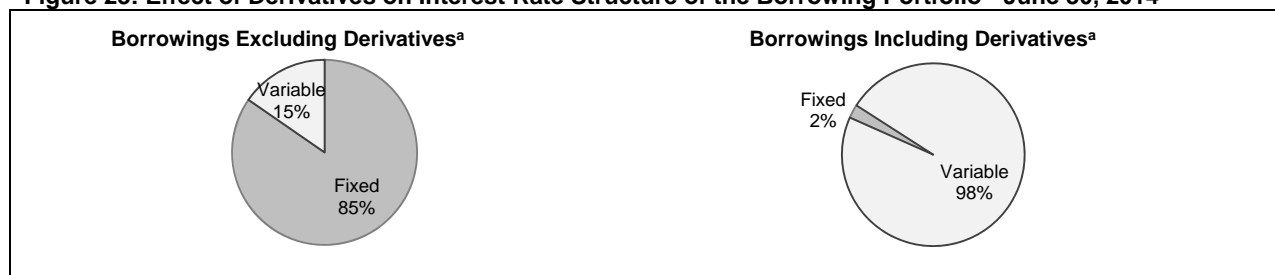 Figure 25: Effect of Derivatives on Interest Rate Structure of the Borrowing Portfolio - June 30, 2014
Borrowings Excluding Derivativesᵃ
Variable
15%
Fixed
85%
Borrowings Including Derivativesᵃ
Fixed
2%
Variable
98%